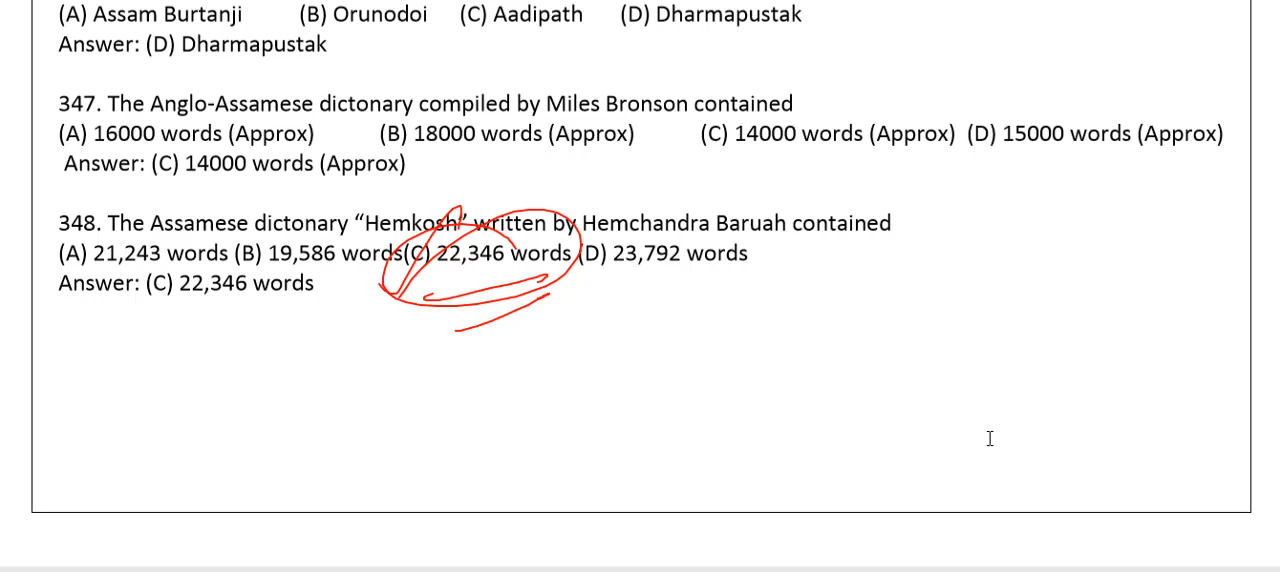 (A) Assam Burtanji (B) Orunodoi (C) Aadipath (D) Dharmapustak
Answer: (D) Dharmapustak
347. The Anglo-Assamese dictonary compiled by Miles Bronson contained
(A) 16000 words (Approx) (B) 18000 words (Approx) (C) 14000 words (Approx) (D) 15000 words (Approx)
Answer: (C) 14000 words (Approx)
348. The Assamese dictonary “Hemkosh” written by Hemchandra Baruah contained
(A) 21,243 words (B) 19,586 words(C) 22,346 words (D) 23,792 words
Answer: (C) 22,346 words